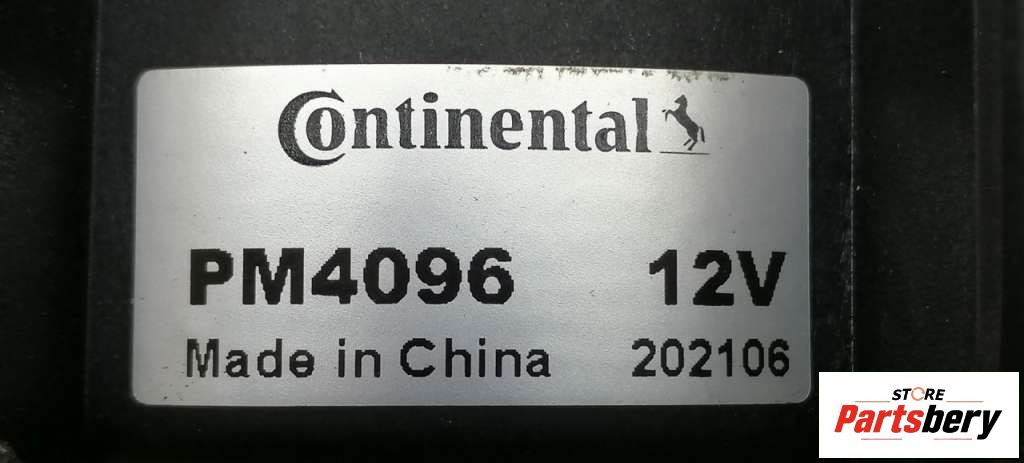 Continental
PM4096 12V
Made in China 202106
STORE
Partsbery